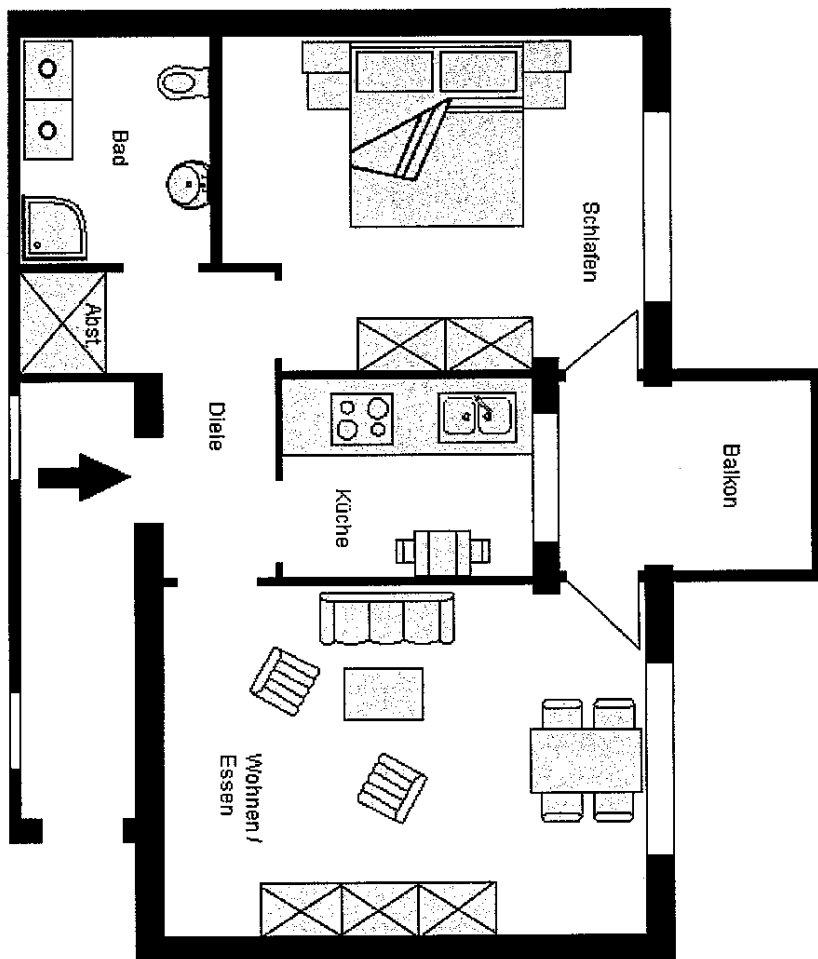 Bad
Schlafen
Abst.
Diele
Küche
Balkon
Wohnen /
Essen